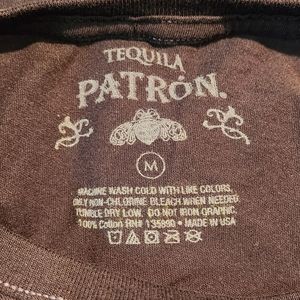 TEQUILA
PATRÓN.
M
MACHINE WASH COLD WITH LIKE COLORS,
ONLY NON-CHLORINE BLEACH WHEN NEEDED
TUMBLE DRY LOW, DO NOT IRON GRAPHIC,
100% Cotton RN# 135890 • MADE IN USA